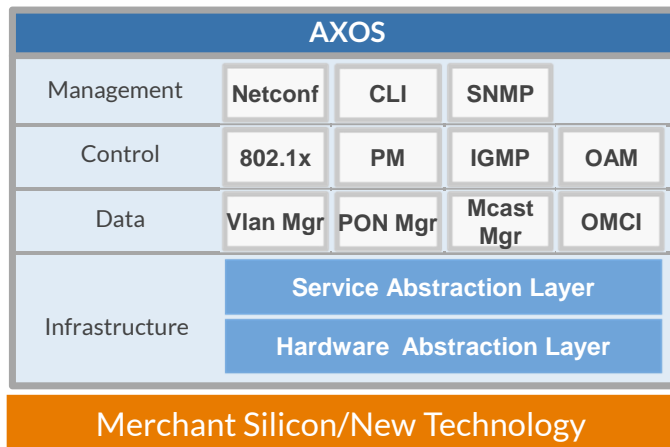 AXOS
Management Netconf CLI SNMP
Control 802.1x PM IGMP OAM
Data Vlan Mgr PON Mgr Mcast Mgr OMCI
Infrastructure
Service Abstraction Layer
Hardware Abstraction Layer
Merchant Silicon/New Technology